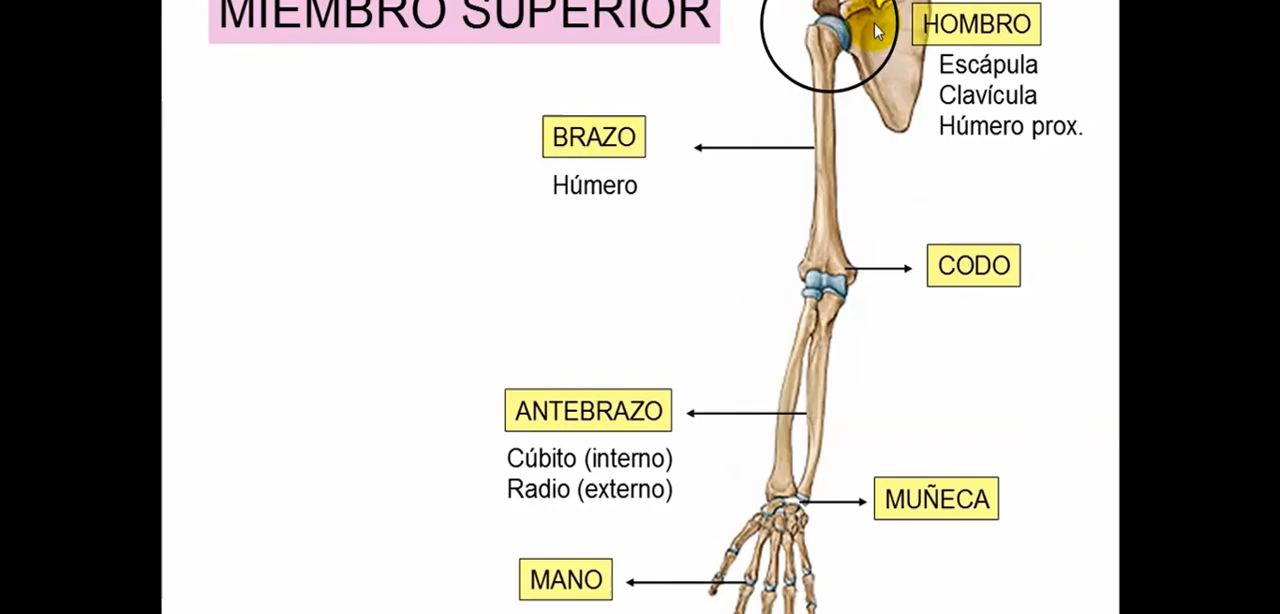 MIEMBRO SUPERIOR
HOMBRO
Escápula
Clavícula
Húmero prox.
BRAZO
Húmero
CODO
ANTEBRAZO
Cúbito (interno)
Radio (externo)
MUÑECA
MANO